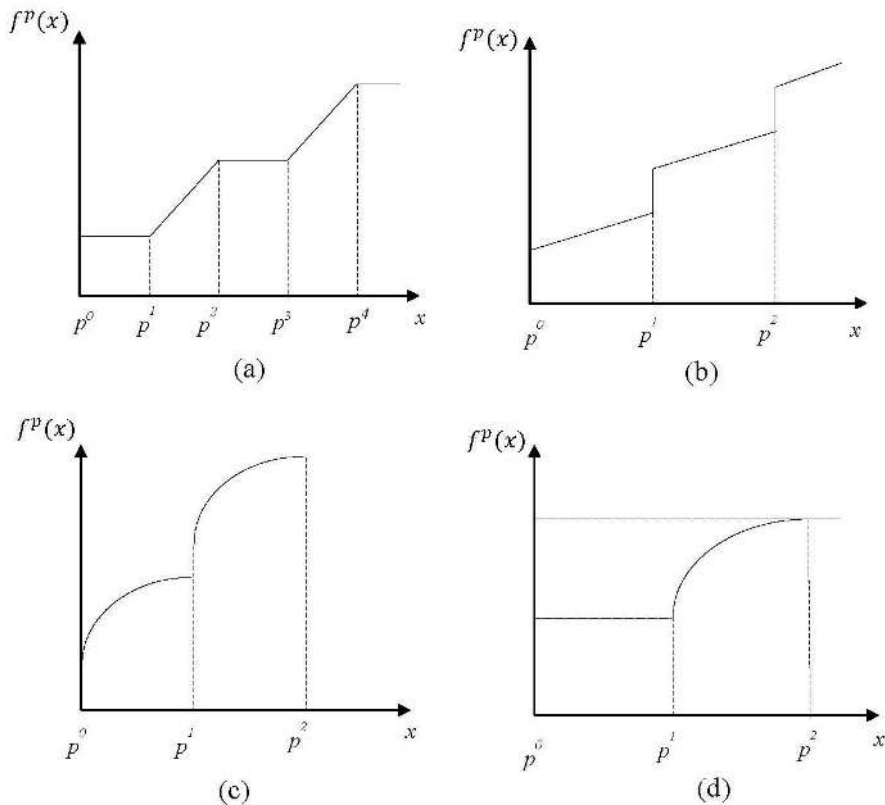 f^p(x)
p^0 p^1 p^2 p^3 p^4 x
(a)
f^p(x)
p^0 p^1 p^2 x
(b)
f^p(x)
p^0 p^1 p^2 x
(c)
f^p(x)
p^0 p^1 p^2 x
(d)